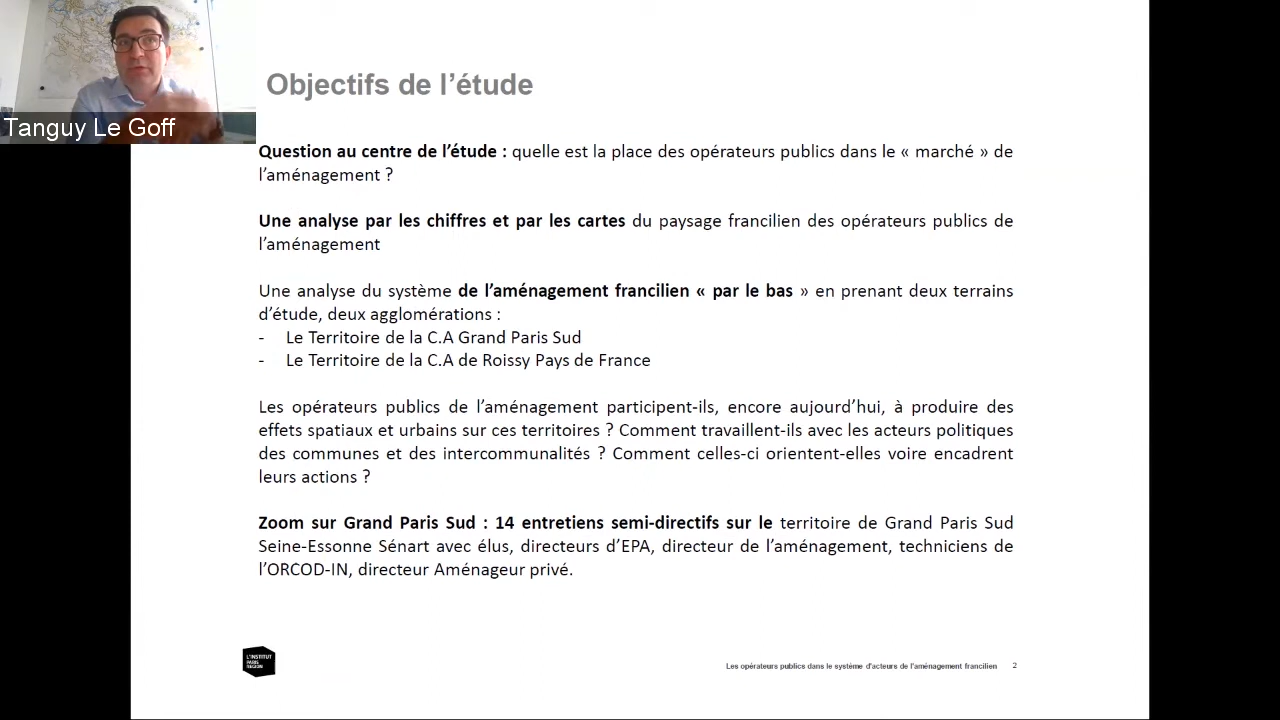 Tanguy Le Goff
Objectifs de l’étude
Question au centre de l’étude : quelle est la place des opérateurs publics dans le « marché » de
l’aménagement ?
Une analyse par les chiffres et par les cartes du paysage francilien des opérateurs publics de
l’aménagement
Une analyse du système de l’aménagement francilien « par le bas » en prenant deux terrains
d’étude, deux agglomérations :
- Le Territoire de la C.A Grand Paris Sud
- Le Territoire de la C.A de Roissy Pays de France
Les opérateurs publics de l’aménagement participent-ils, encore aujourd’hui, à produire des
effets spatiaux et urbains sur ces territoires ? Comment travaillent-ils avec les acteurs politiques
des communes et des intercommunalités ? Comment celles-ci orientent-elles voire encadrent
leurs actions ?
Zoom sur Grand Paris Sud : 14 entretiens semi-directifs sur le territoire de Grand Paris Sud
Seine-Essonne Sénart avec élus, directeurs d’EPA, directeur de l’aménagement, techniciens de
l’ORCOD-IN, directeur Aménageur privé.
L'INSTITUT
PARIS
REGION
Les opérateurs publics dans le système d'acteurs de l'aménagement francilien 2